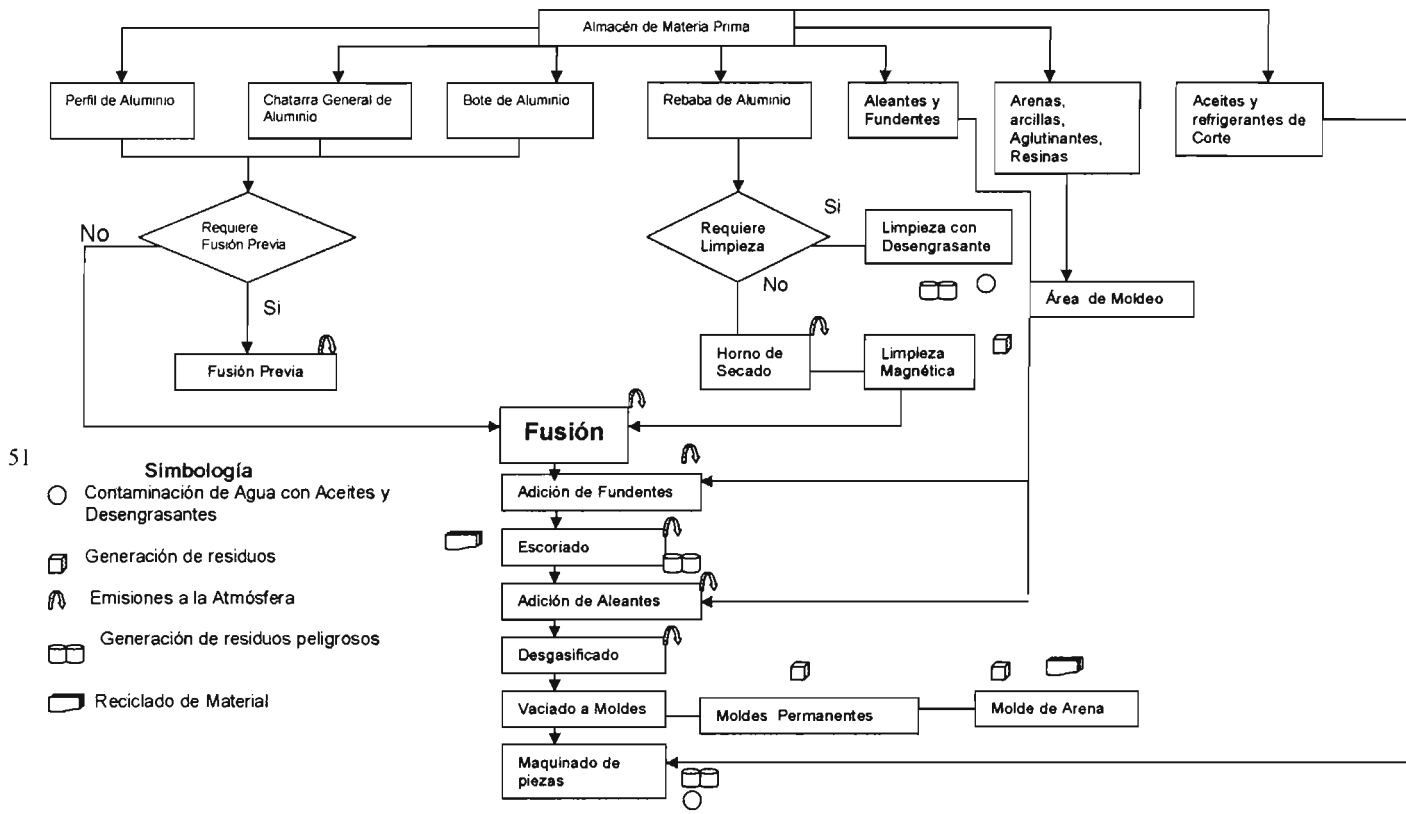 Almacén de Materia Prima
Perfil de Aluminio
Chatarra General de
Aluminio
Bote de Aluminio
Rebaba de Aluminio
Aleantes y
Fundentes
Arenas,
arcillas,
Aglutinantes,
Resinas
Aceites y
refrigerantes de
Corte
No
Requiere
Fusión Previa
Si
Requiere
Limpieza
Si
Limpieza con
Desengrasante
No
Área de Moldeo
Fusión Previa
Horno de
Secado
Limpieza
Magnética
Fusión
51
Simbología
Contaminación de Agua con Aceites y
Desengrasantes
Generación de residuos
Emisiones a la Atmósfera
Generación de residuos peligrosos
Reciclado de Material
Adición de Fundentes
Escoriado
Adición de Aleantes
Desgasificado
Vaciado a Moldes
Moldes Permanentes
Molde de Arena
Maquinado de
piezas